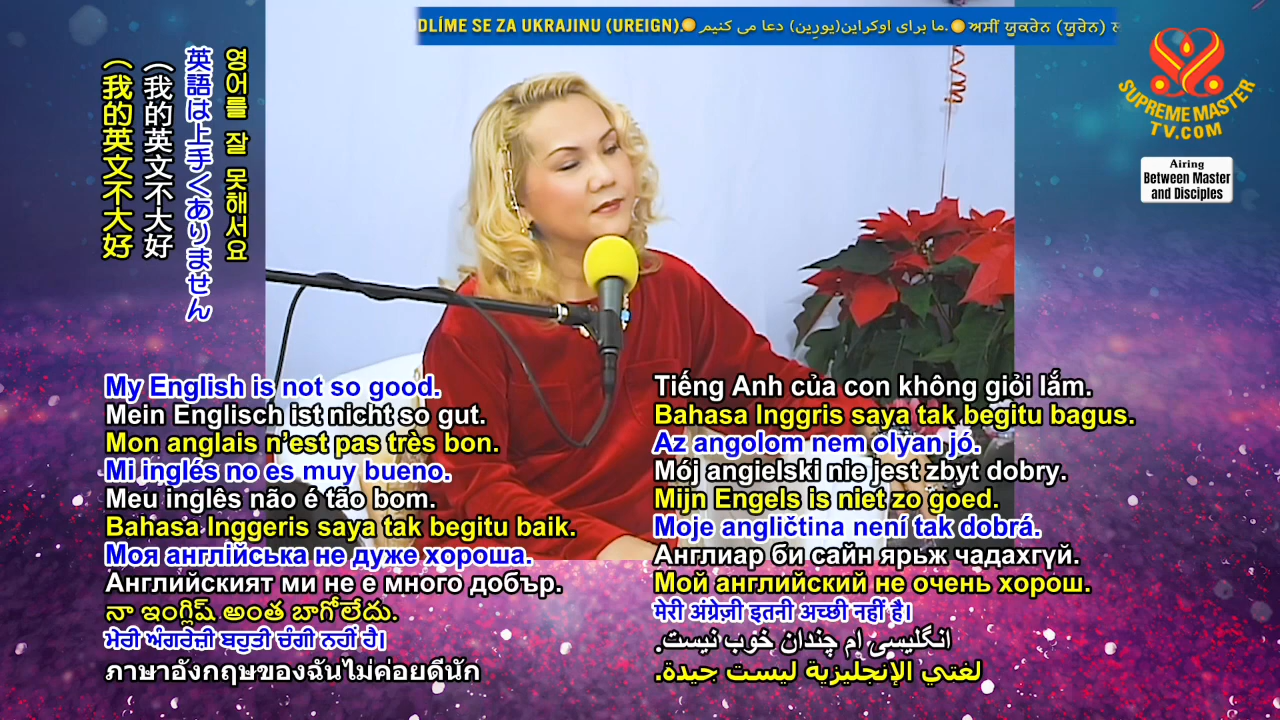 DLÍME SE ZA UKRAJINU (UREIGN). ما برای اوکراین(یورِین) دعا می کنیم. ਅਸੀਂ ਯੂਕਰੇਨ (ਯੂਰੇਨ) ਲ
SUPREME MASTER
TV.COM
Airing
Between Master
and Disciples
영어를 잘 못해서요
英語は上手くありません
(我的英文不大好
(我的英文不大好
My English is not so good.
Mein Englisch ist nicht so gut.
Mon anglais n'est pas très bon.
Mi inglés no es muy bueno.
Meu inglês não é tão bom.
Bahasa Inggeris saya tak begitu baik.
Моя англійська не дуже хороша.
Английският ми не е много добър.
నా ఇంగ్లిష్ అంత బాగోలేదు.
ਮੇਰੀ ਅੰਗਰੇਜ਼ੀ ਬਹੁਤੀ ਚੰਗੀ ਨਹੀਂ ਹੈ।
ภาษาอังกฤษของฉันไม่ค่อยดีนัก
Tiếng Anh của con không giỏi lắm.
Bahasa Inggris saya tak begitu bagus.
Az angolom nem olyan jó.
Mój angielski nie jest zbyt dobry.
Mijn Engels is niet zo goed.
Moje angličtina není tak dobrá.
Англиар би сайн ярьж чадахгүй.
Мой английский не очень хорош.
मेरी अंग्रेज़ी इतनी अच्छी नहीं है।
انگلیسی ام چندان خوب نیست.
لغتي الإنجليزية ليست جيدة.